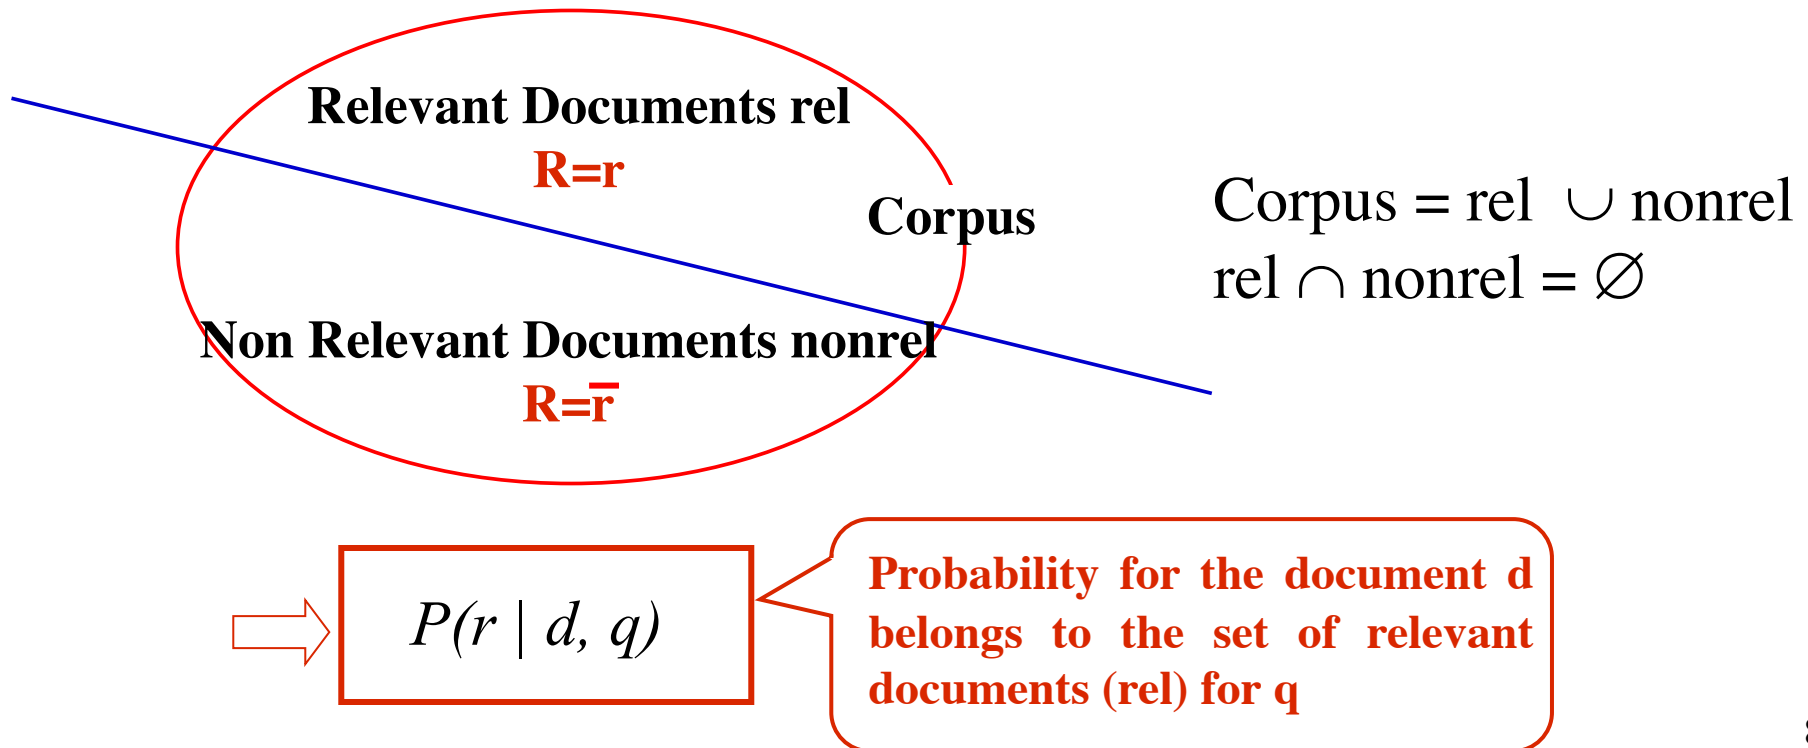 Relevant Documents rel
R=r
Corpus
Non Relevant Documents nonrel
R=r̅
Corpus = rel ∪ nonrel
rel ∩ nonrel = ∅
P(r | d, q)
Probability for the document d
belongs to the set of relevant
documents (rel) for q